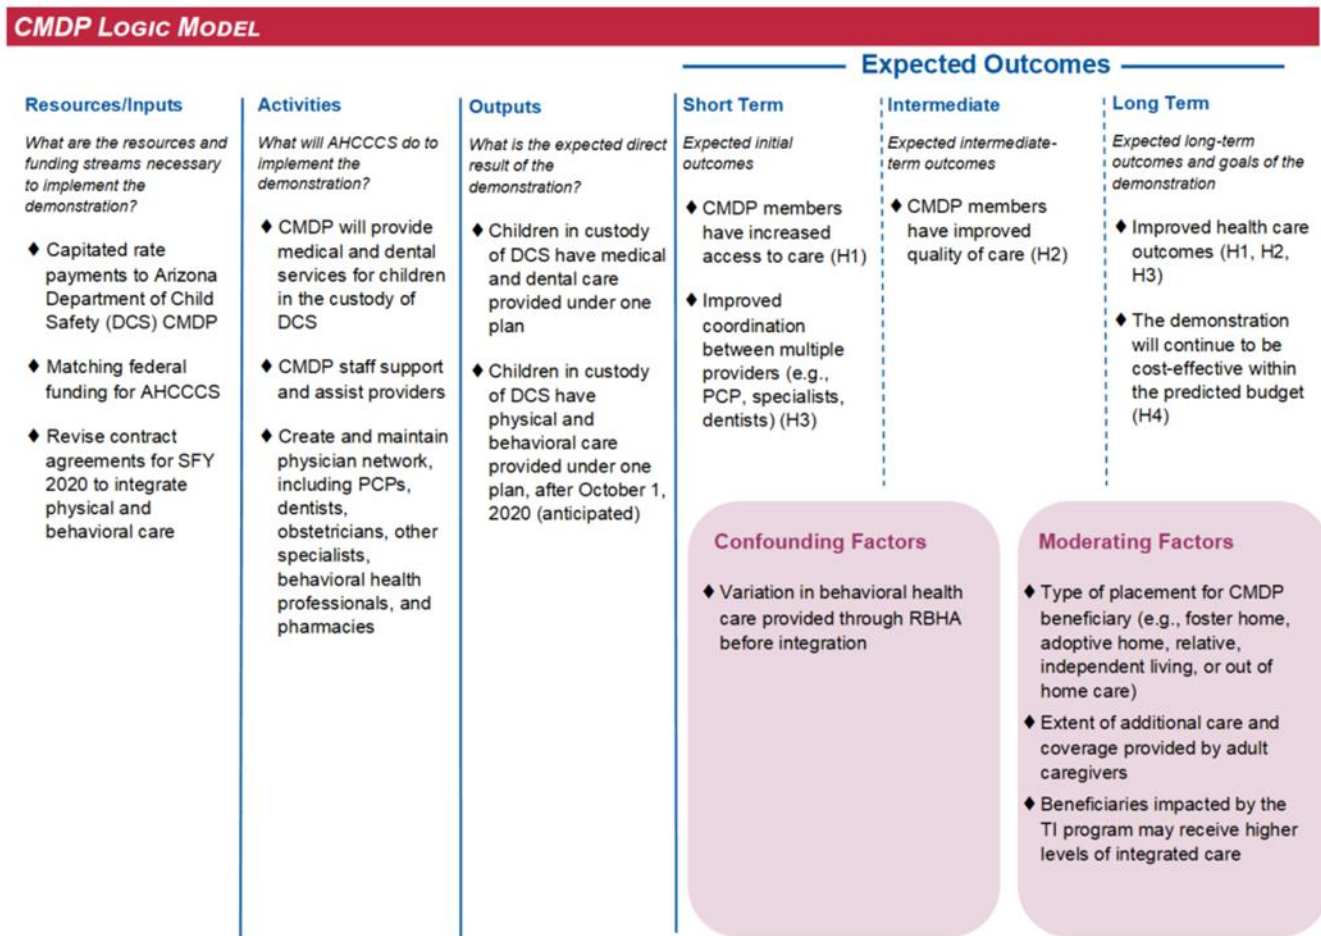 CMDP LOGIC MODEL
Expected Outcomes
Resources/Inputs
What are the resources and
funding streams necessary
to implement the
demonstration?
♦ Capitated rate
payments to Arizona
Department of Child
Safety (DCS) CMDP
♦ Matching federal
funding for AHCCCS
♦ Revise contract
agreements for SFY
2020 to integrate
physical and
behavioral care
Activities
What will AHCCCS do to
implement the
demonstration?
♦ CMDP will provide
medical and dental
services for children
in the custody of
DCS
♦ CMDP staff support
and assist providers
♦ Create and maintain
physician network,
including PCPs,
dentists,
obstetricians, other
specialists,
behavioral health
professionals, and
pharmacies
Outputs
What is the expected direct
result of the
demonstration?
♦ Children in custody
of DCS have medical
and dental care
provided under one
plan
♦ Children in custody
of DCS have
physical and
behavioral care
provided under one
plan, after October 1,
2020 (anticipated)
Short Term
Expected initial
outcomes
♦ CMDP members
have increased
access to care (H1)
♦ Improved
coordination
between multiple
providers (e.g.,
PCP, specialists,
dentists) (H3)
Intermediate
Expected intermediate-
term outcomes
♦ CMDP members
have improved
quality of care (H2)
Long Term
Expected long-term
outcomes and goals of the
demonstration
♦ Improved health care
outcomes (H1, H2,
H3)
♦ The demonstration
will continue to be
cost-effective within
the predicted budget
(H4)
Confounding Factors
♦ Variation in behavioral health
care provided through RBHA
before integration
Moderating Factors
♦ Type of placement for CMDP
beneficiary (e.g., foster home,
adoptive home, relative,
independent living, or out of
home care)
♦ Extent of additional care and
coverage provided by adult
caregivers
♦ Beneficiaries impacted by the
TI program may receive higher
levels of integrated care